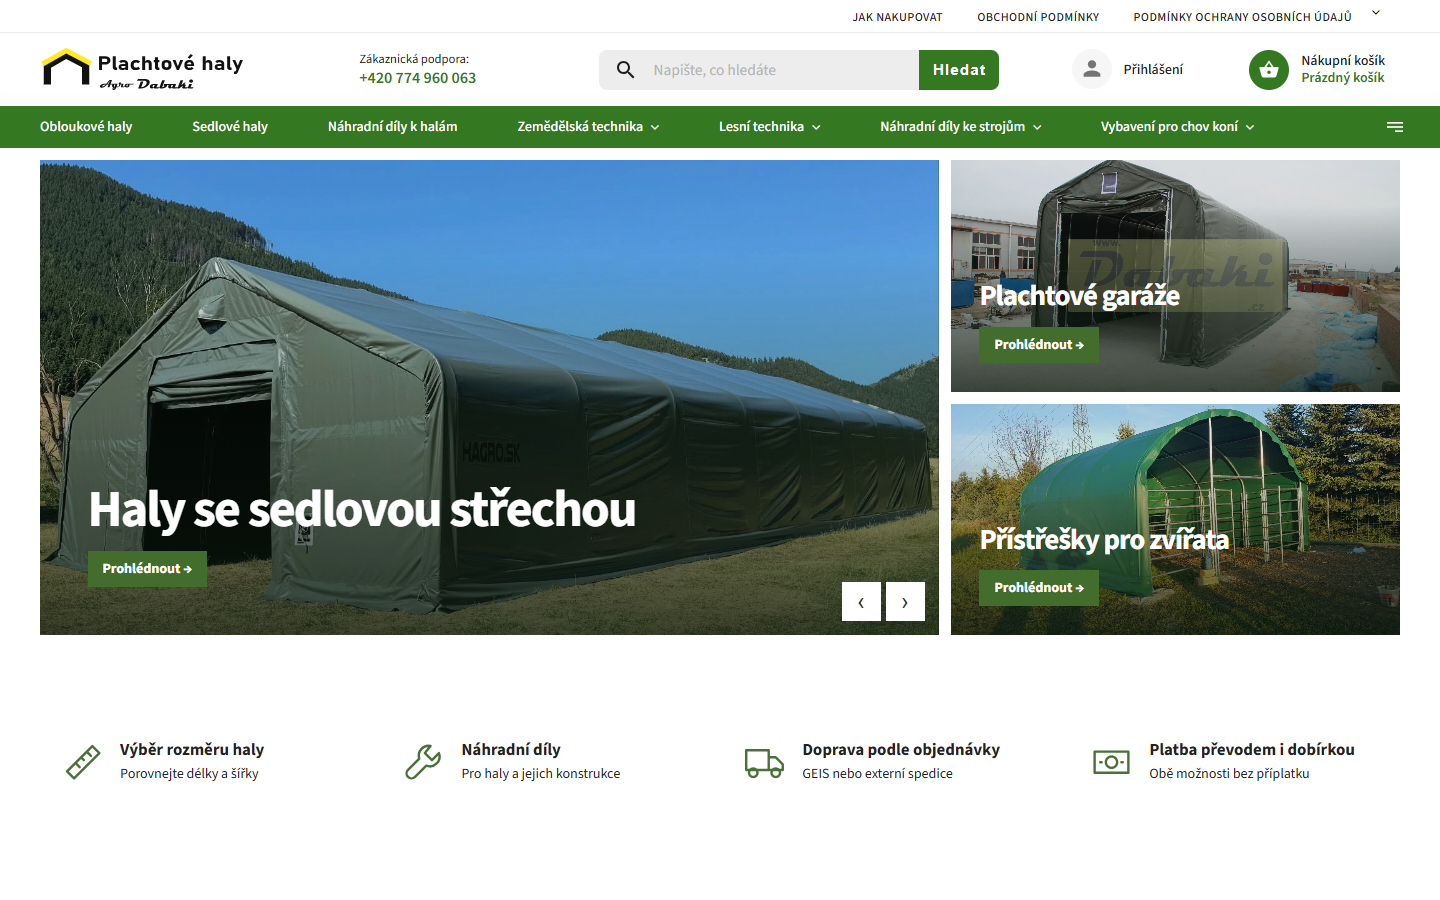 JAK NAKUPOVAT
OBCHODNÍ PODMÍNKY
PODMÍNKY OCHRANY OSOBNÍCH ÚDAJŮ
Plachtové haly
Agro Dabaki
Zákaznická podpora:
+420 774 960 063
Napište, co hledáte
Hledat
Přihlášení
Nákupní košík
Prázdný košík
Obloukové haly
Sedlové haly
Náhradní díly k halám
Zemědělská technika
Lesní technika
Náhradní díly ke strojům
Vybavení pro chov koní
HAGRO.SK
Haly se sedlovou střechou
Prohlédnout →
‹ ›
www.
Dabaki
.cz
Plachtové garáže
Prohlédnout →
Přístřešky pro zvířata
Prohlédnout →
Výběr rozměru haly
Porovnejte délky a šířky
Náhradní díly
Pro haly a jejich konstrukce
Doprava podle objednávky
GEIS nebo externí spedice
Platba převodem i dobírkou
Obě možnosti bez příplatku